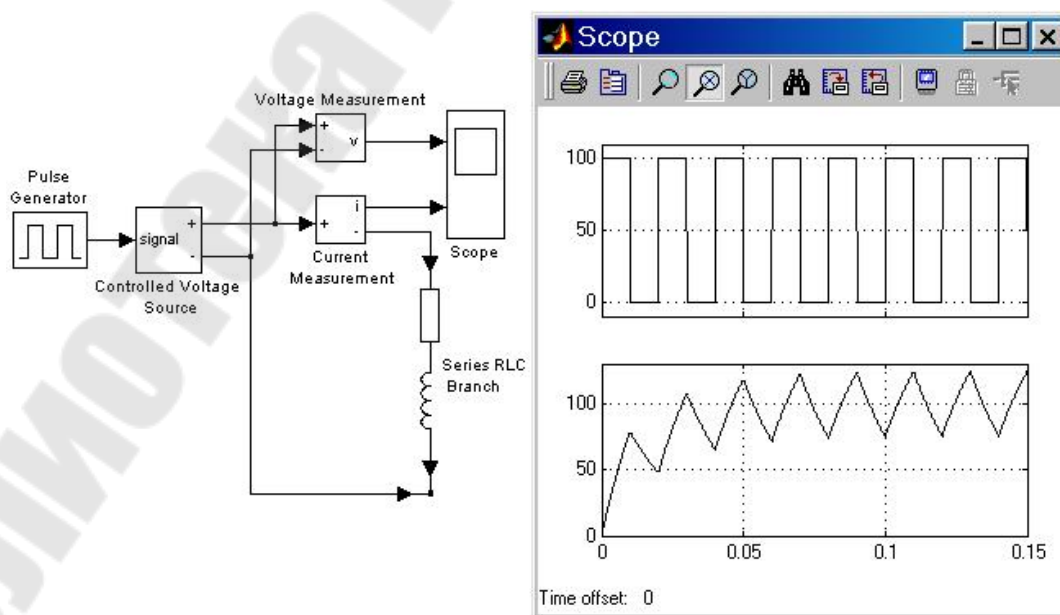 Voltage Measurement
+
-
v
Pulse
Generator
signal
+
-
Controlled Voltage
Source
+
i
-
Current
Measurement
Scope
Series RLC
Branch
Scope
100
50
0
100
50
0
0
0.05
0.1
0.15
Time offset: 0